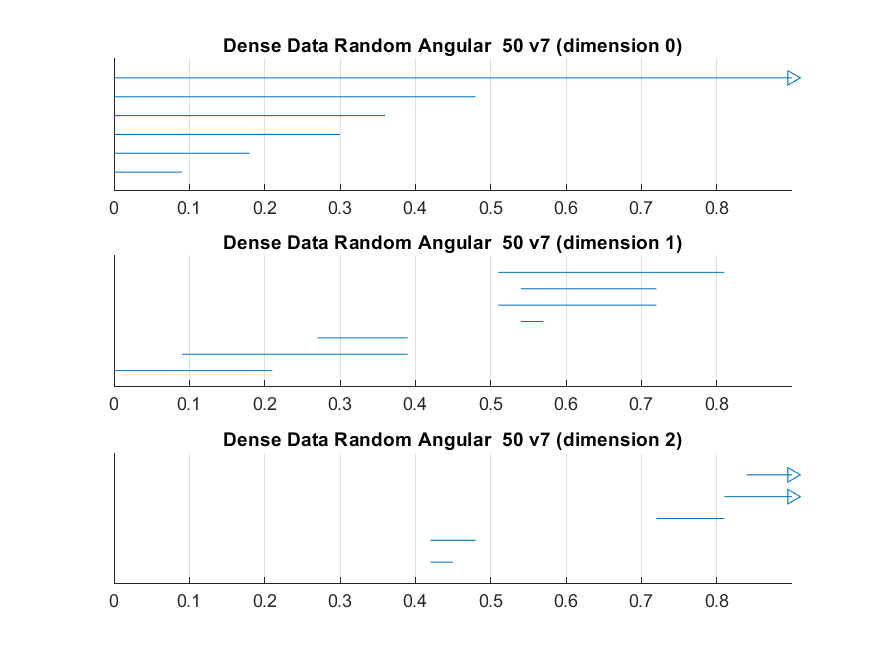 Dense Data Random Angular  50 v7 (dimension 0)
0 0.1 0.2 0.3 0.4 0.5 0.6 0.7 0.8
Dense Data Random Angular  50 v7 (dimension 1)
0 0.1 0.2 0.3 0.4 0.5 0.6 0.7 0.8
Dense Data Random Angular  50 v7 (dimension 2)
0 0.1 0.2 0.3 0.4 0.5 0.6 0.7 0.8